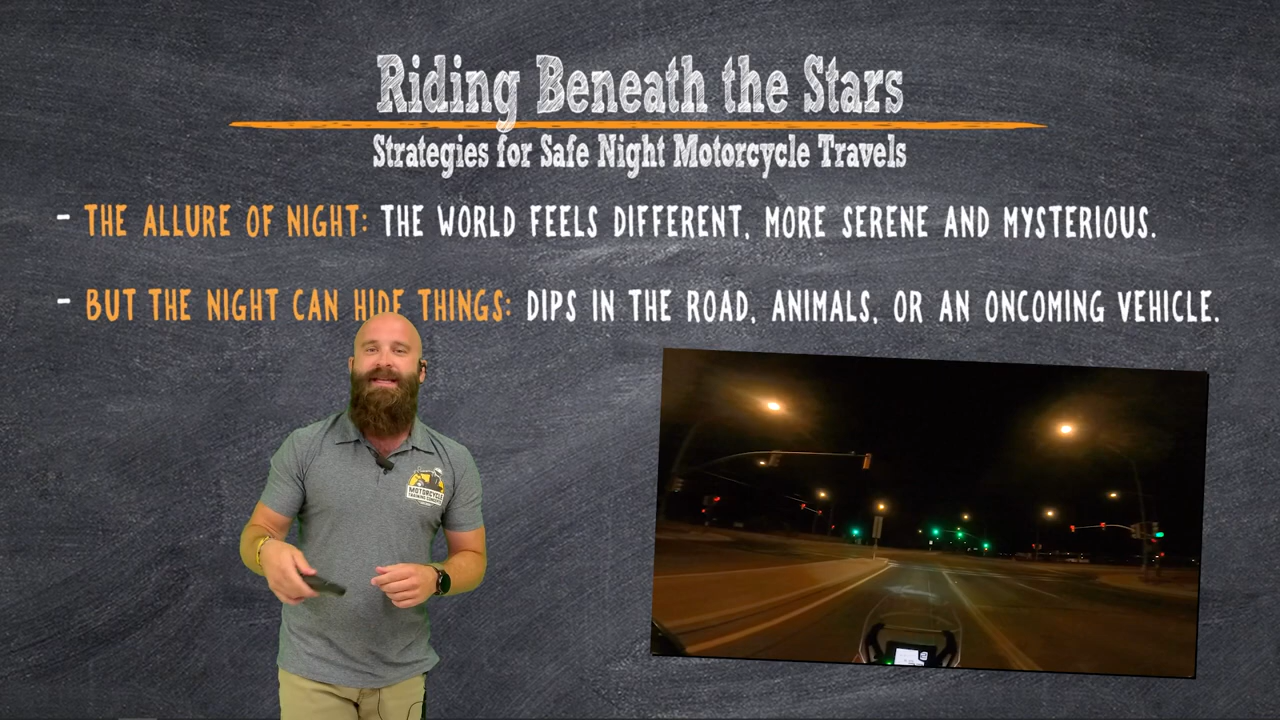 Riding Beneath the Stars
Strategies for Safe Night Motorcycle Travels
- THE ALLURE OF NIGHT: THE WORLD FEELS DIFFERENT, MORE SERENE AND MYSTERIOUS.
- BUT THE NIGHT CAN HIDE THINGS: DIPS IN THE ROAD, ANIMALS, OR AN ONCOMING VEHICLE.
MOTORCYCLE